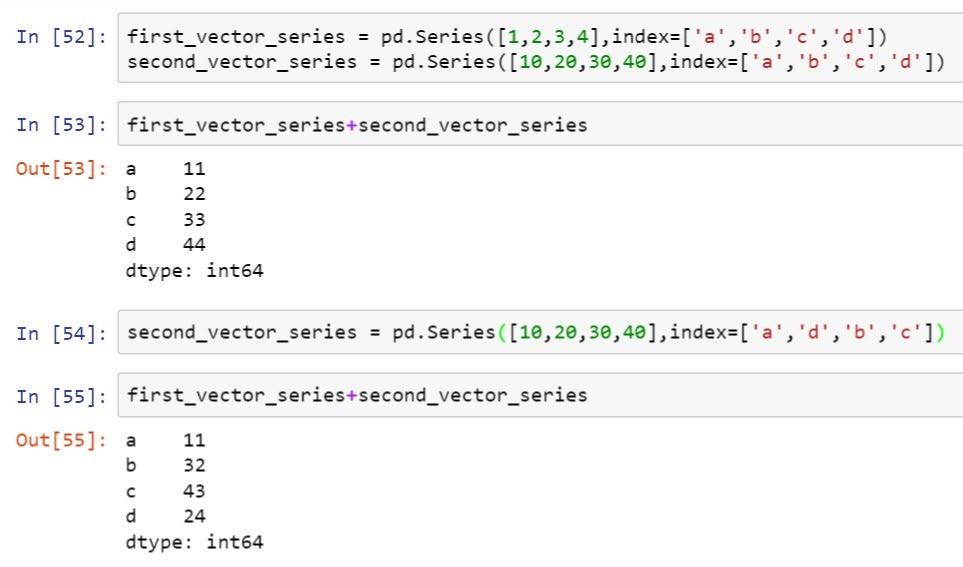 In [52]: first_vector_series = pd.Series([1,2,3,4],index=['a','b','c','d'])
second_vector_series = pd.Series([10,20,30,40],index=['a','b','c','d'])
In [53]: first_vector_series+second_vector_series
Out[53]: a 11
b 22
c 33
d 44
dtype: int64
In [54]: second_vector_series = pd.Series([10,20,30,40],index=['a','d','b','c'])
In [55]: first_vector_series+second_vector_series
Out[55]: a 11
b 32
c 43
d 24
dtype: int64